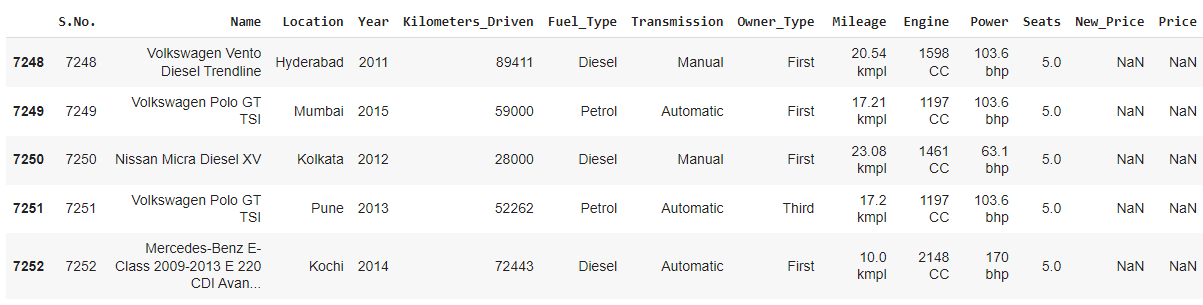 S.No. Name Location Year Kilometers_Driven Fuel_Type Transmission Owner_Type Mileage Engine Power Seats New_Price Price
7248 7248 Volkswagen Vento Diesel Trendline Hyderabad 2011 89411 Diesel Manual First 20.54 kmpl 1598 CC 103.6 bhp 5.0 NaN NaN
7249 7249 Volkswagen Polo GT TSI Mumbai 2015 59000 Petrol Automatic First 17.21 kmpl 1197 CC 103.6 bhp 5.0 NaN NaN
7250 7250 Nissan Micra Diesel XV Kolkata 2012 28000 Diesel Manual First 23.08 kmpl 1461 CC 63.1 bhp 5.0 NaN NaN
7251 7251 Volkswagen Polo GT TSI Pune 2013 52262 Petrol Automatic Third 17.2 kmpl 1197 CC 103.6 bhp 5.0 NaN NaN
7252 7252 Mercedes-Benz E-Class 2009-2013 E 220 CDI Avan... Kochi 2014 72443 Diesel Automatic First 10.0 kmpl 2148 CC 170 bhp 5.0 NaN NaN